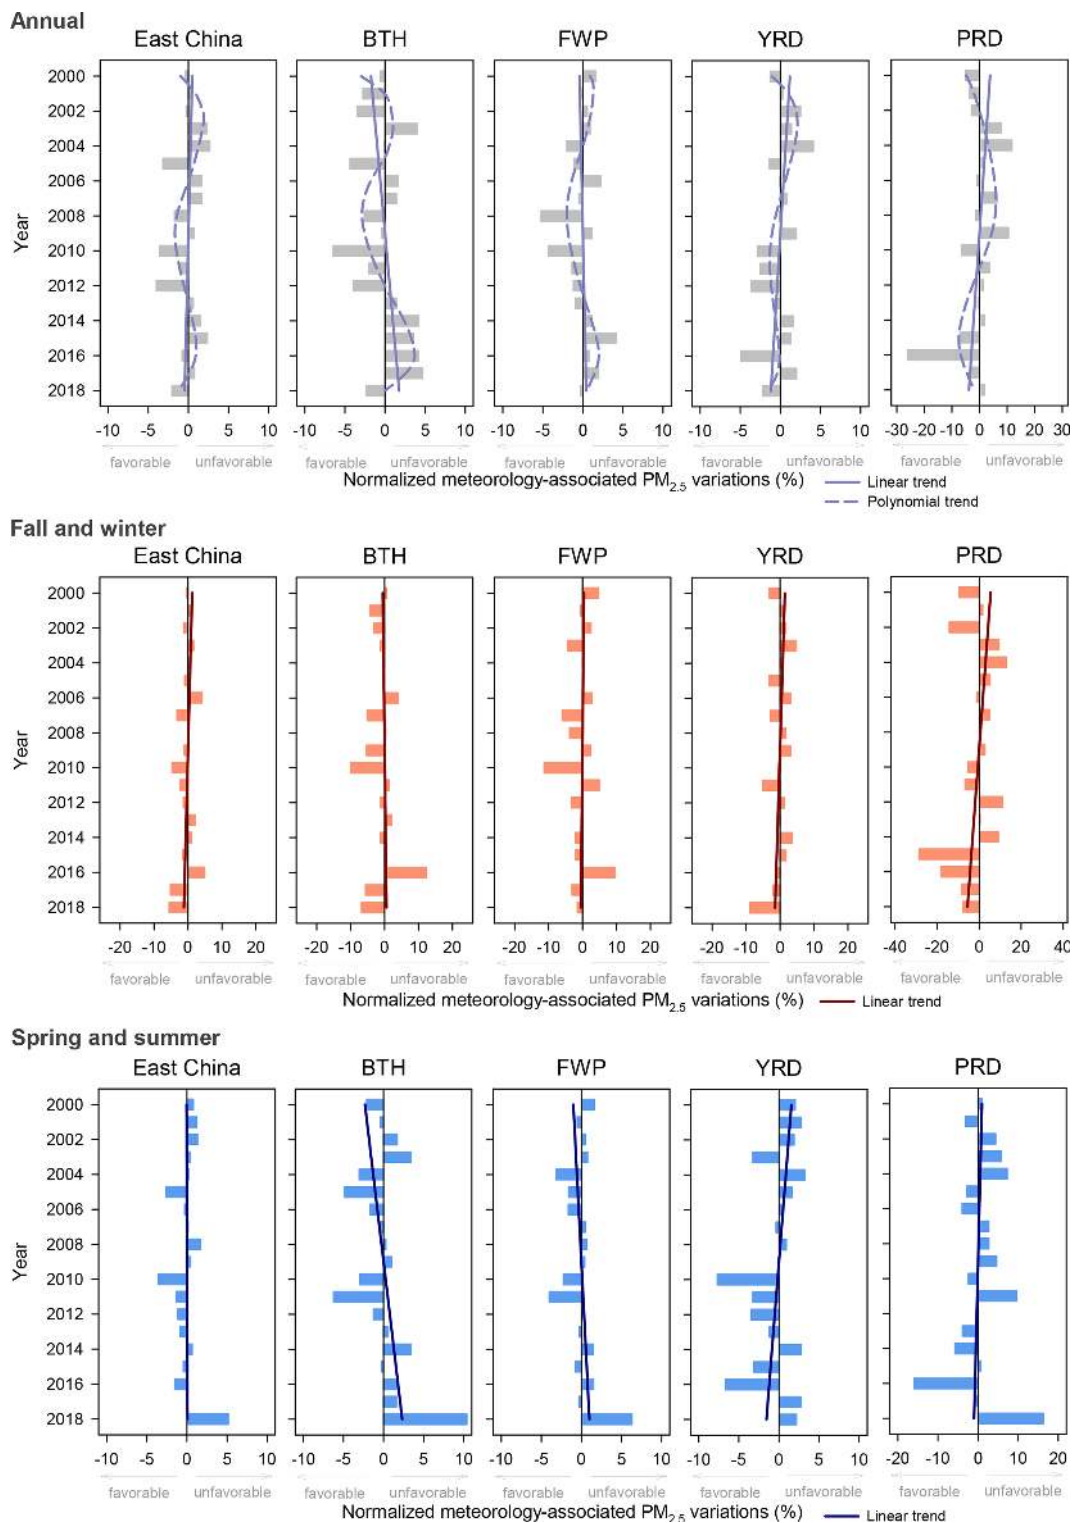 Annual
East China BTH FWP YRD PRD
2000
2002
2004
2006
2008
2010
2012
2014
2016
2018
Year
-10 -5 0 5 10 -10 -5 0 5 10 -10 -5 0 5 10 -10 -5 0 5 10 -30 -20 -10 0 10 20 30
favorable unfavorable favorable unfavorable favorable unfavorable favorable unfavorable favorable unfavorable
Normalized meteorology-associated PM2.5 variations (%)
Linear trend
Polynomial trend
Fall and winter
East China BTH FWP YRD PRD
2000
2002
2004
2006
2008
2010
2012
2014
2016
2018
Year
-20 -10 0 10 20 -20 -10 0 10 20 -20 -10 0 10 20 -20 -10 0 10 20 -40 -20 0 20 40
favorable unfavorable favorable unfavorable favorable unfavorable favorable unfavorable favorable unfavorable
Normalized meteorology-associated PM2.5 variations (%) Linear trend
Spring and summer
East China BTH FWP YRD PRD
2000
2002
2004
2006
2008
2010
2012
2014
2016
2018
Year
-10 -5 0 5 10 -10 -5 0 5 10 -10 -5 0 5 10 -10 -5 0 5 10 -20 -10 0 10 20
favorable unfavorable favorable unfavorable favorable unfavorable favorable unfavorable favorable unfavorable
Normalized meteorology-associated PM2.5 variations (%) Linear trend